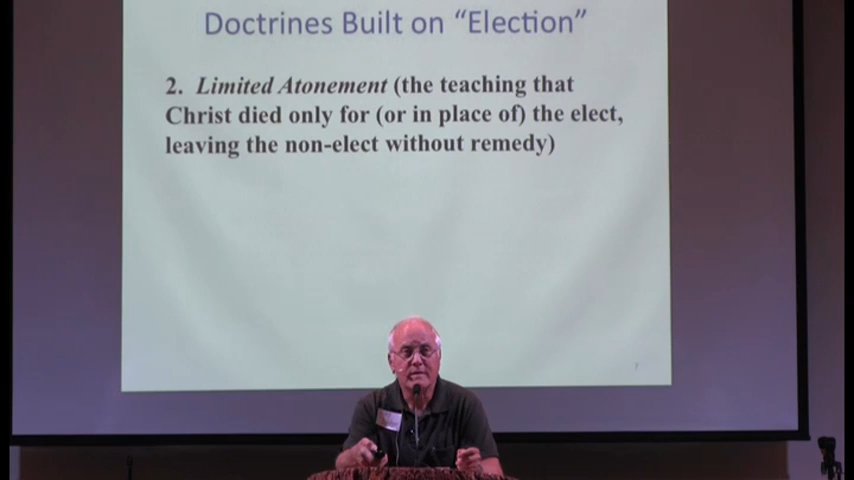 Doctrines Built on “Election”
2. Limited Atonement (the teaching that
Christ died only for (or in place of) the elect,
leaving the non-elect without remedy)
7